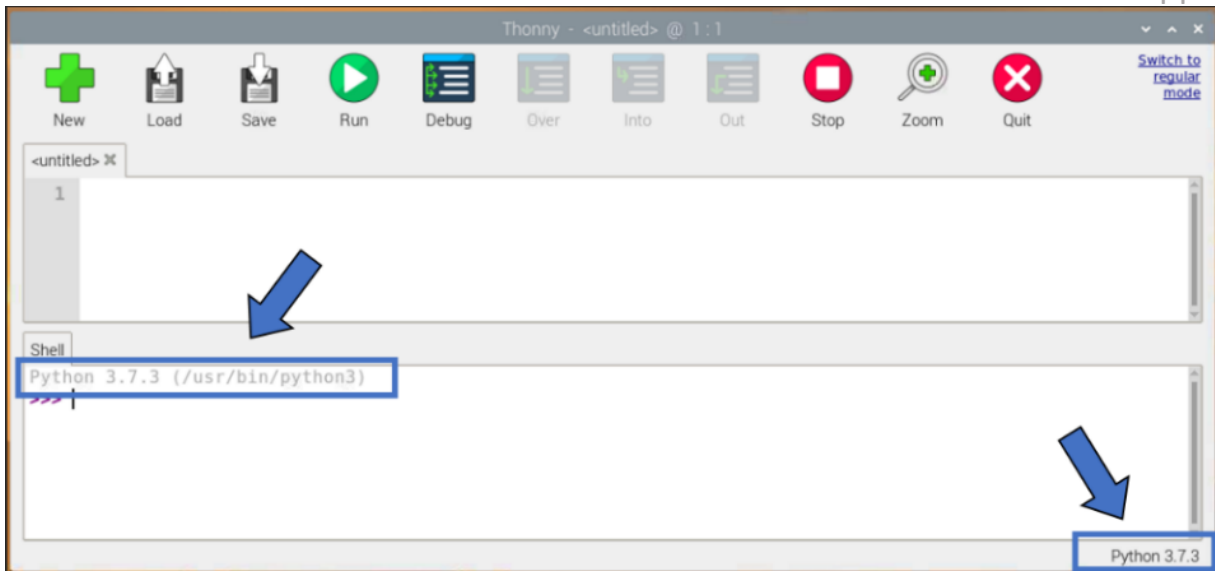 Thonny - <untitled> @ 1 : 1
Switch to
regular
mode
New Load Save Run Debug Over Into Out Stop Zoom Quit
<untitled>
1
Shell
Python 3.7.3 (/usr/bin/python3)
>>>
Python 3.7.3